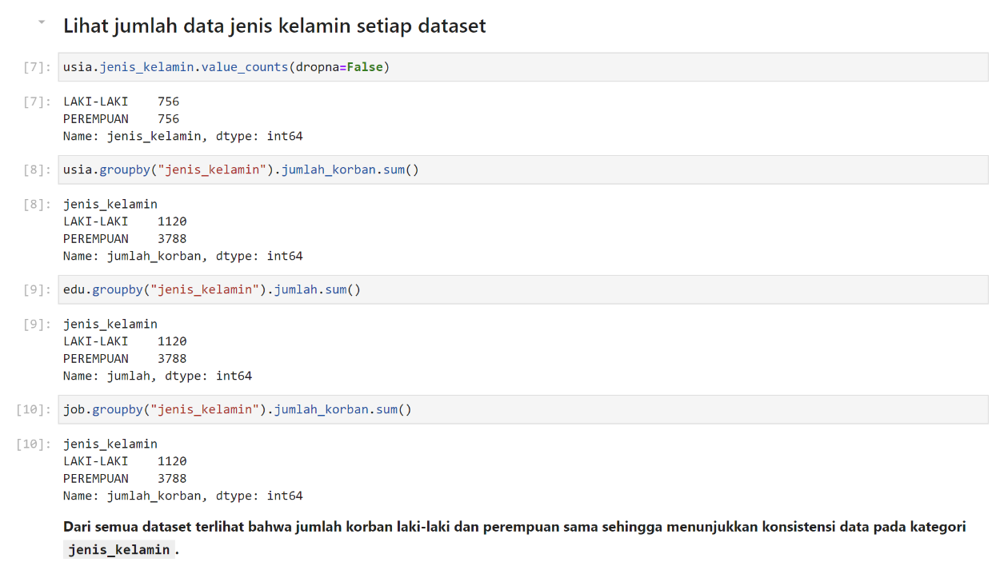 Lihat jumlah data jenis kelamin setiap dataset
[7]: usia.jenis_kelamin.value_counts(dropna=False)
[7]: LAKI-LAKI    756
PEREMPUAN    756
Name: jenis_kelamin, dtype: int64
[8]: usia.groupby("jenis_kelamin").jumlah_korban.sum()
[8]: jenis_kelamin
LAKI-LAKI    1120
PEREMPUAN    3788
Name: jumlah_korban, dtype: int64
[9]: edu.groupby("jenis_kelamin").jumlah.sum()
[9]: jenis_kelamin
LAKI-LAKI    1120
PEREMPUAN    3788
Name: jumlah, dtype: int64
[10]: job.groupby("jenis_kelamin").jumlah_korban.sum()
[10]: jenis_kelamin
LAKI-LAKI    1120
PEREMPUAN    3788
Name: jumlah_korban, dtype: int64
Dari semua dataset terlihat bahwa jumlah korban laki-laki dan perempuan sama sehingga menunjukkan konsistensi data pada kategori
jenis_kelamin.